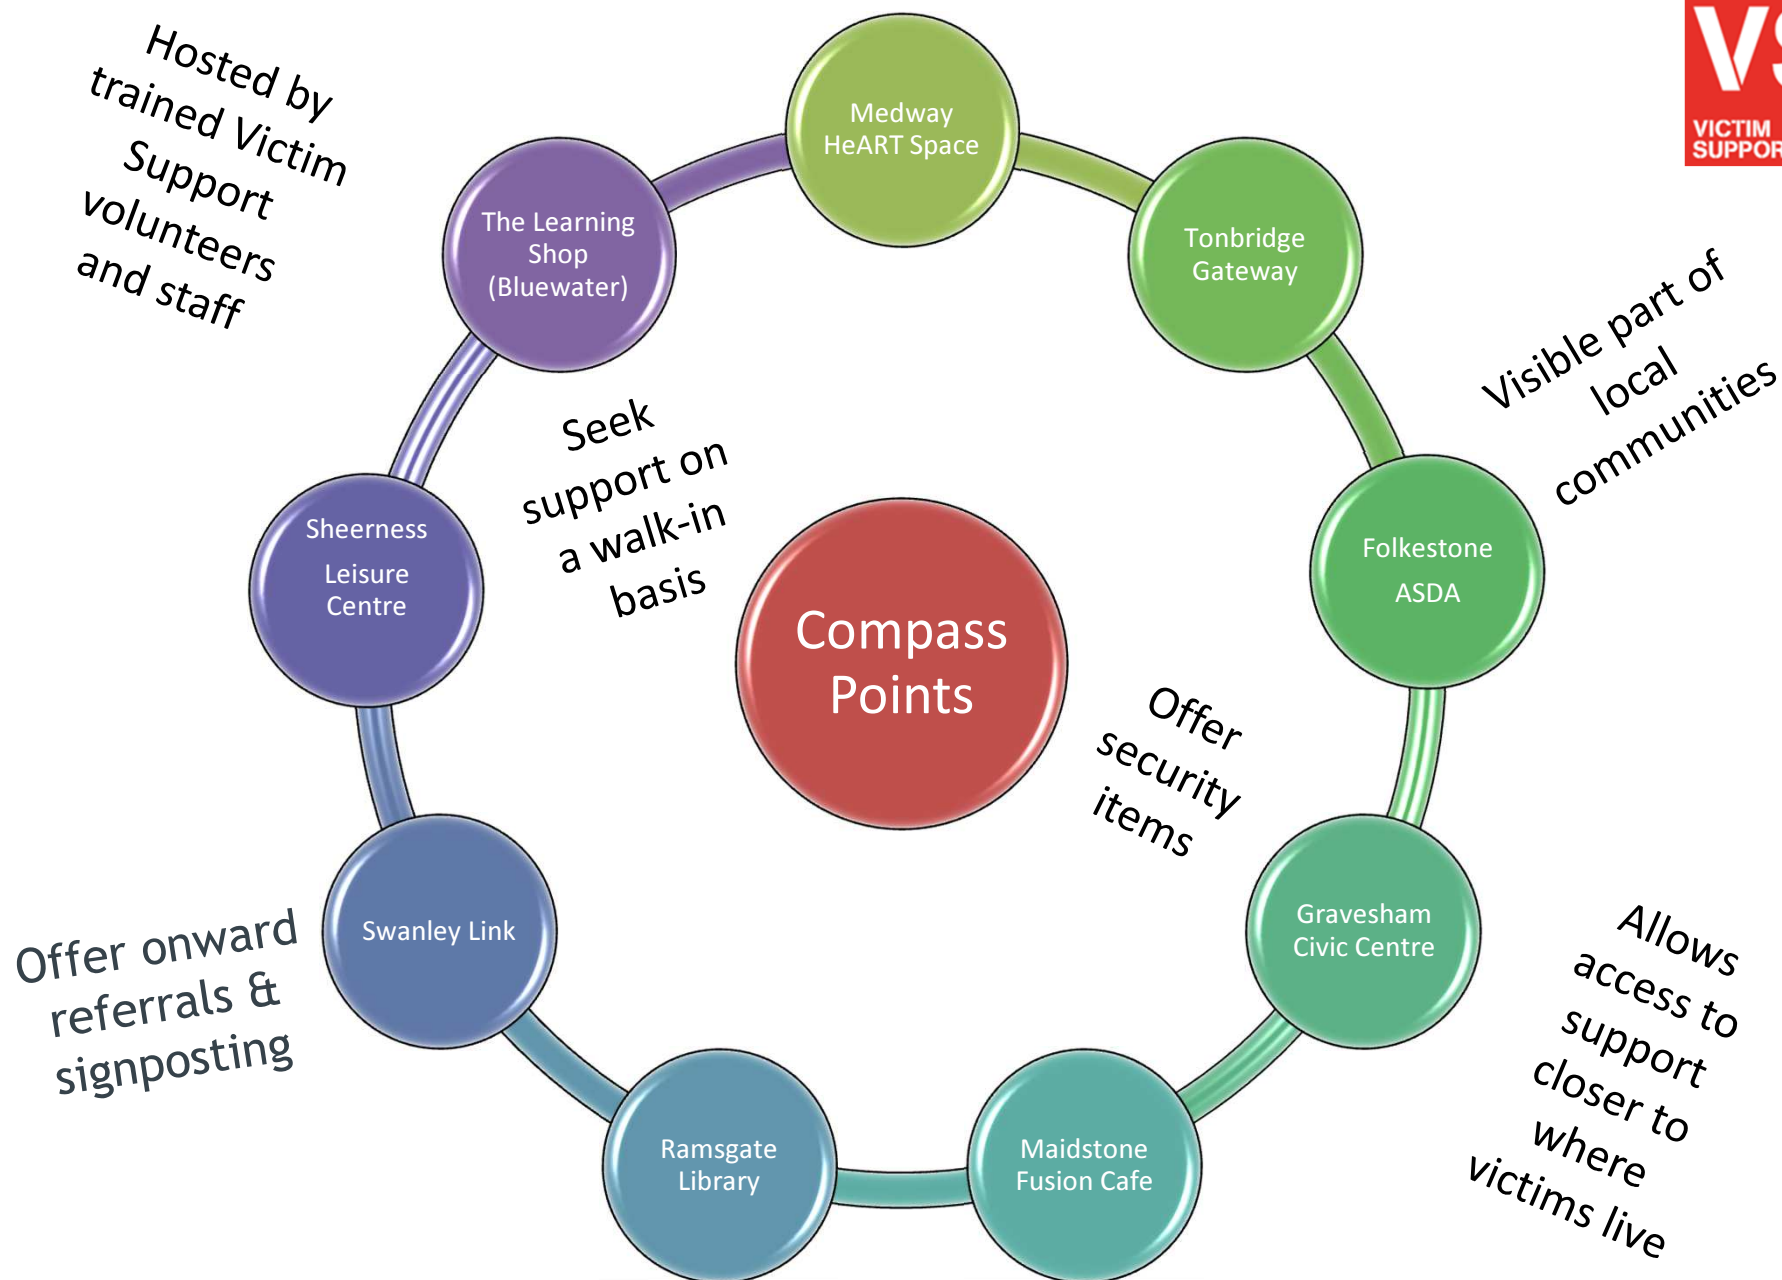 Hosted by
trained Victim
Support
volunteers
and staff
Medway
HeART Space
VS
VICTIM
SUPPOR
The Learning
Shop
(Bluewater)
Tonbridge
Gateway
Visible part of
local
communities
Seek
support on
a walk-in
basis
Sheerness
Leisure
Centre
Folkestone
ASDA
Compass
Points
Offer
security
items
Swanley Link
Offer onward
referrals &
signposting
Gravesham
Civic Centre
Allows
access to
support
closer to
where
victims live
Ramsgate
Library
Maidstone
Fusion Cafe